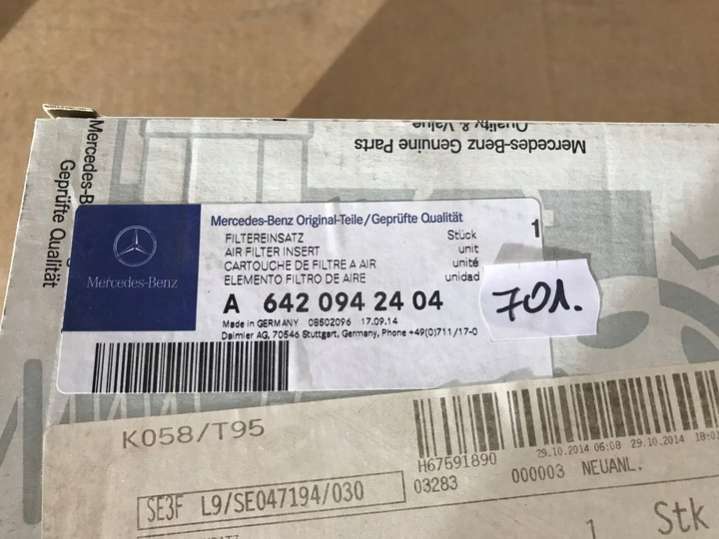 Quality & Value
Mercedes-Benz Genuine Parts
Mercedes-B
Geprüfte Qualität
Mercedes-Benz
Mercedes-Benz Original-Teile/Geprüfte Qualität
FILTEREINSATZ Stück 1
AIR FILTER INSERT unit
CARTOUCHE DE FILTRE A AIR unité
ELEMENTO FILTRO DE AIRE unidad
A 642 094 24 04
701.
Made in GERMANY 08502096 17.09.14
Daimler AG, 70546 Stuttgart, Germany, Phone +49(0)711/17-0
K058/T95
H67591890 29.10.2014 06:08 29.10.2014
SE3F L9/SE047194/030
03283 000003 NEUANL.
1 Stk